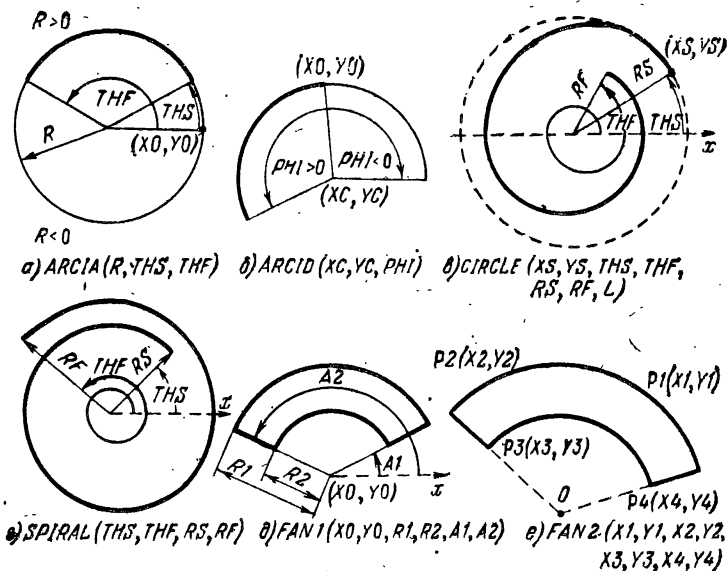 R>0
THF
THS
R
(X0,Y0)
R<0
а) ARCIA(R,THS,THF)
(X0,Y0)
PHI>0
PHI<0
(XC,YC)
б) ARCID(XC,YC,PHI)
(XS,YS)
RS
RF
THF
THS
x
в) CIRCLE (XS,YS,THS,THF,
RS,RF,L)
RF
THF
RS
THS
x
г) SPIRAL(THS,THF,RS,RF)
A2
R1
R2
A1
(X0,Y0)
x
д) FAN1(X0,Y0,R1,R2,A1,A2)
P2(X2,Y2)
P1(X1,Y1)
P3(X3,Y3)
0
P4(X4,Y4)
е) FAN2 (X1,Y1,X2,Y2,
X3,Y3,X4,Y4)